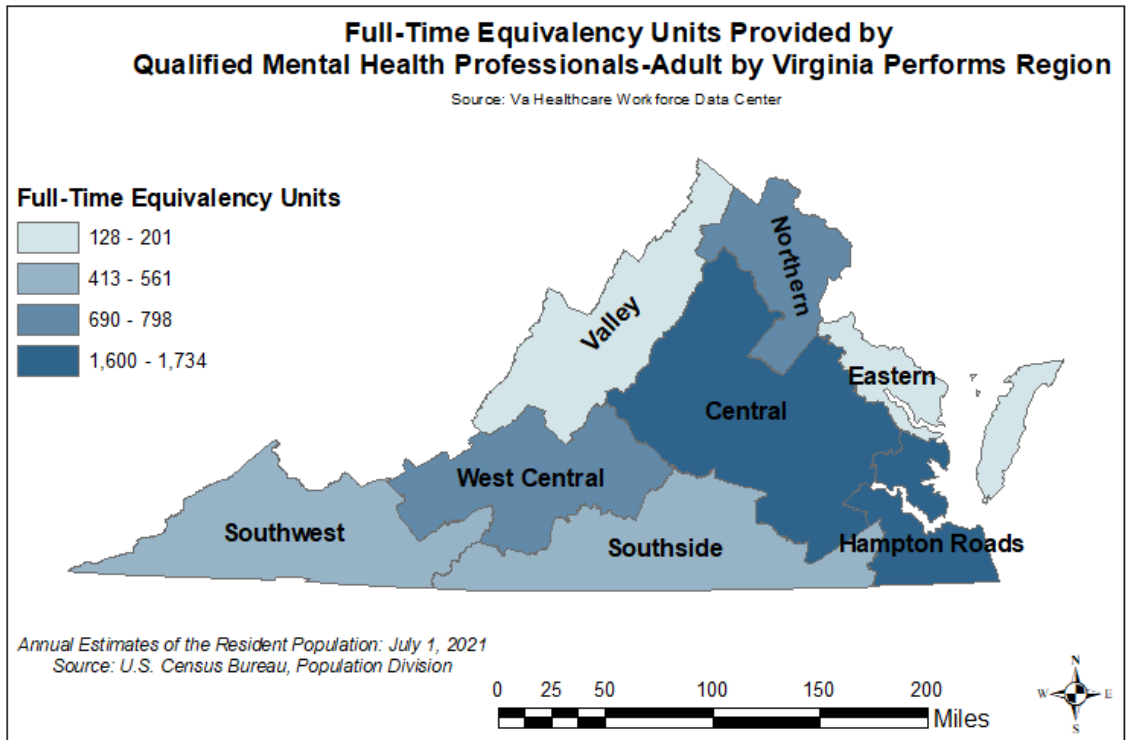 Full-Time Equivalency Units Provided by
Qualified Mental Health Professionals-Adult by Virginia Performs Region
Source: Va Healthcare Workforce Data Center
Full-Time Equivalency Units
128 - 201
413 - 561
690 - 798
1,600 - 1,734
Northern
Valley
Eastern
Central
West Central
Southwest
Southside
Hampton Roads
Annual Estimates of the Resident Population: July 1, 2021
Source: U.S. Census Bureau, Population Division
0 25 50 100 150 200
Miles
N
W E
S